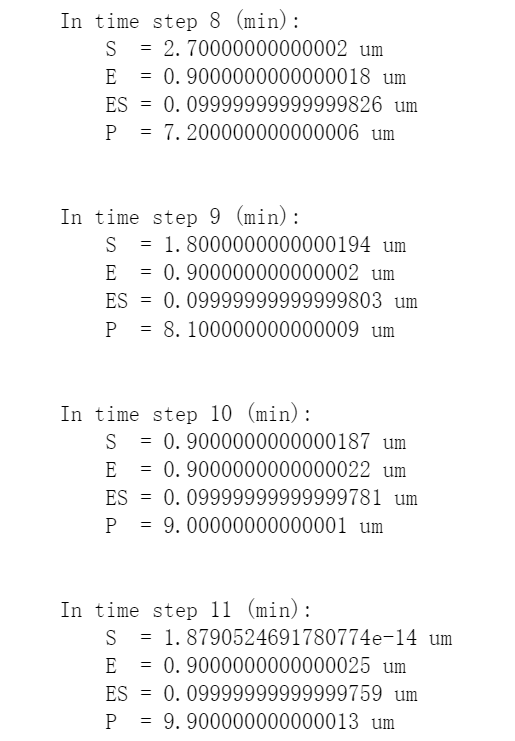 In time step 8 (min):
S = 2.70000000000002 um
E = 0.9000000000000018 um
ES = 0.09999999999999826 um
P = 7.200000000000006 um
In time step 9 (min):
S = 1.8000000000000194 um
E = 0.900000000000002 um
ES = 0.09999999999999803 um
P = 8.100000000000009 um
In time step 10 (min):
S = 0.9000000000000187 um
E = 0.9000000000000022 um
ES = 0.09999999999999781 um
P = 9.00000000000001 um
In time step 11 (min):
S = 1.8790524691780774e-14 um
E = 0.9000000000000025 um
ES = 0.09999999999999759 um
P = 9.900000000000013 um